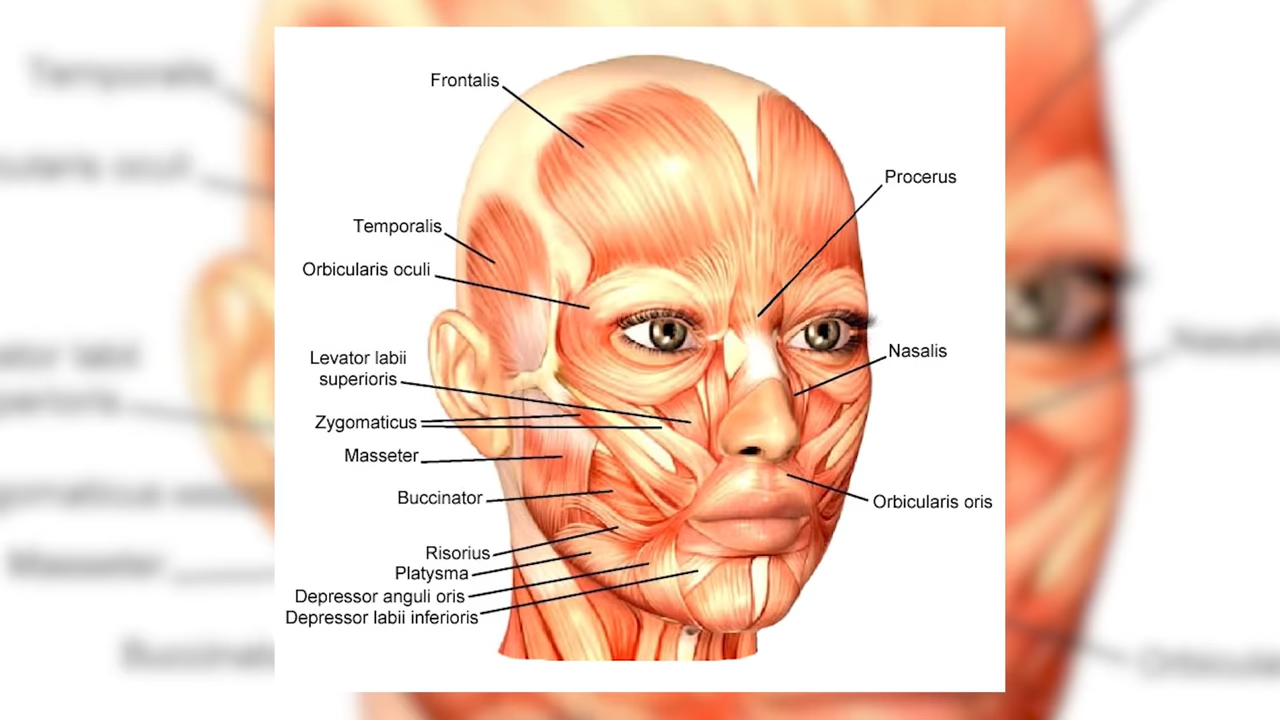 Frontalis
Procerus
Temporalis
Orbicularis oculi
Levator labii
superioris
Nasalis
Zygomaticus
Masseter
Buccinator
Orbicularis oris
Risorius
Platysma
Depressor anguli oris
Depressor labii inferioris